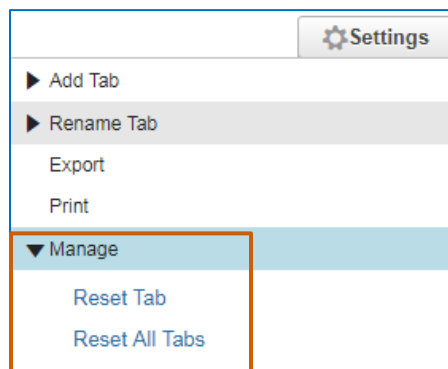 Settings
Add Tab
Rename Tab
Export
Print
Manage
Reset Tab
Reset All Tabs